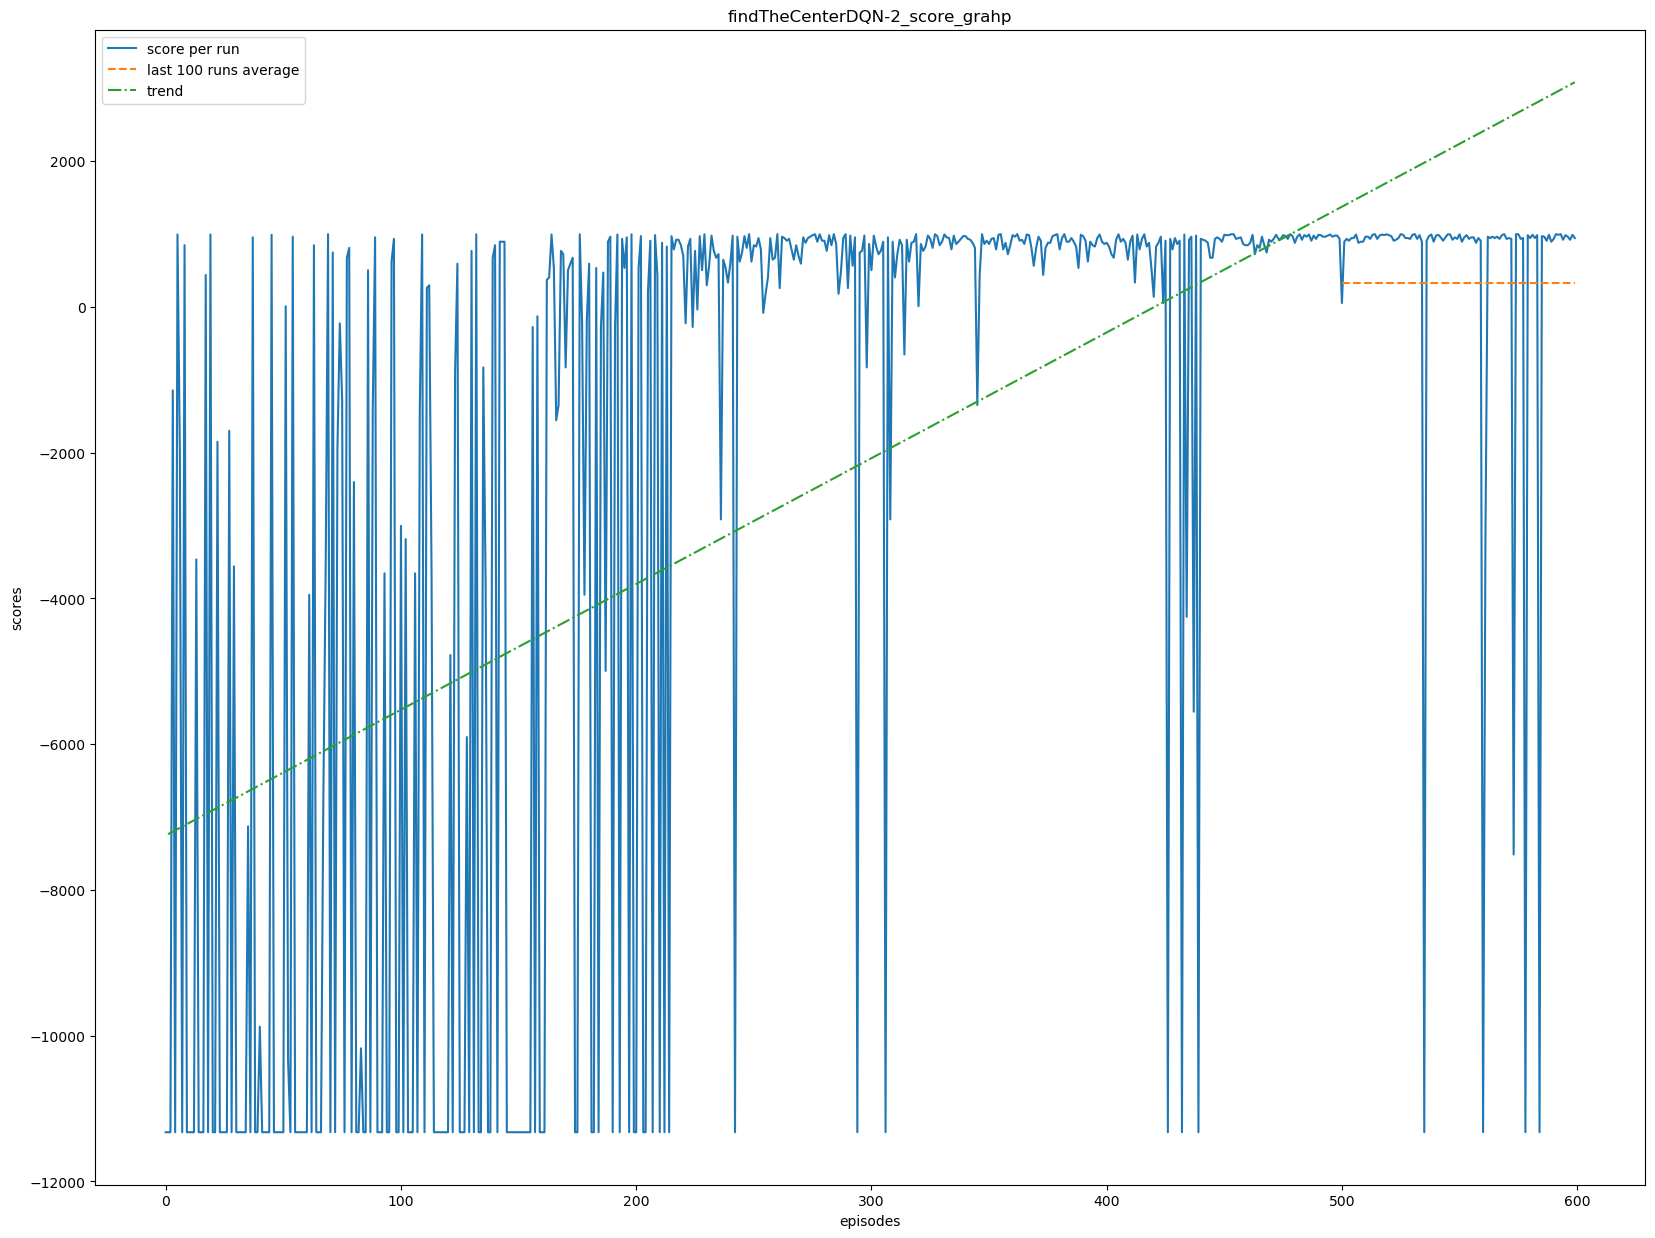 findTheCenterDQN-2_score_grahp
score per run
last 100 runs average
trend
2000
0
−2000
−4000
−6000
−8000
−10000
−12000
scores
0 100 200 300 400 500 600
episodes